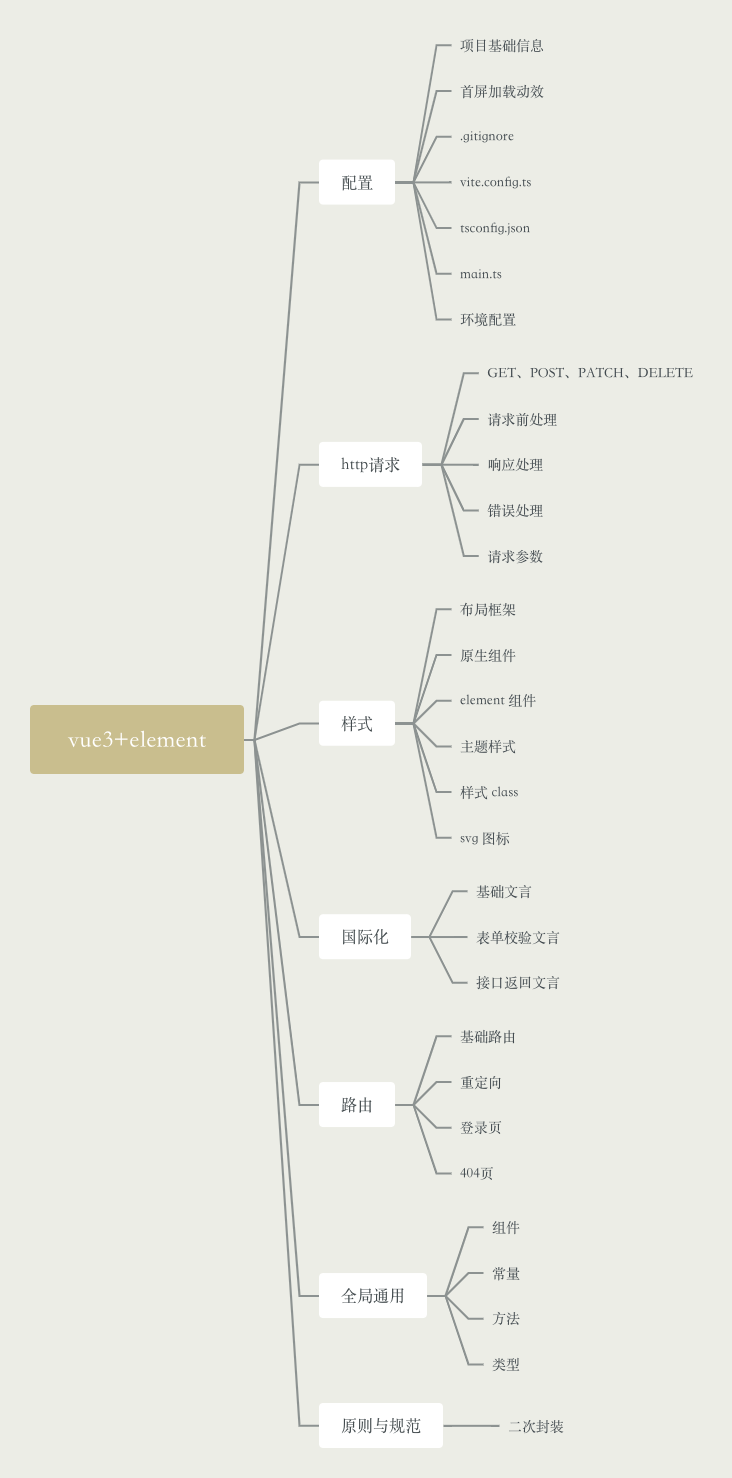 vue3+element
配置
项目基础信息
首屏加载动效
.gitignore
vite.config.ts
tsconfig.json
main.ts
环境配置
http请求
GET、POST、PATCH、DELETE
请求前处理
响应处理
错误处理
请求参数
样式
布局框架
原生组件
element 组件
主题样式
样式 class
svg 图标
国际化
基础文言
表单校验文言
接口返回文言
路由
基础路由
重定向
登录页
404页
全局通用
组件
常量
方法
类型
原则与规范
二次封装